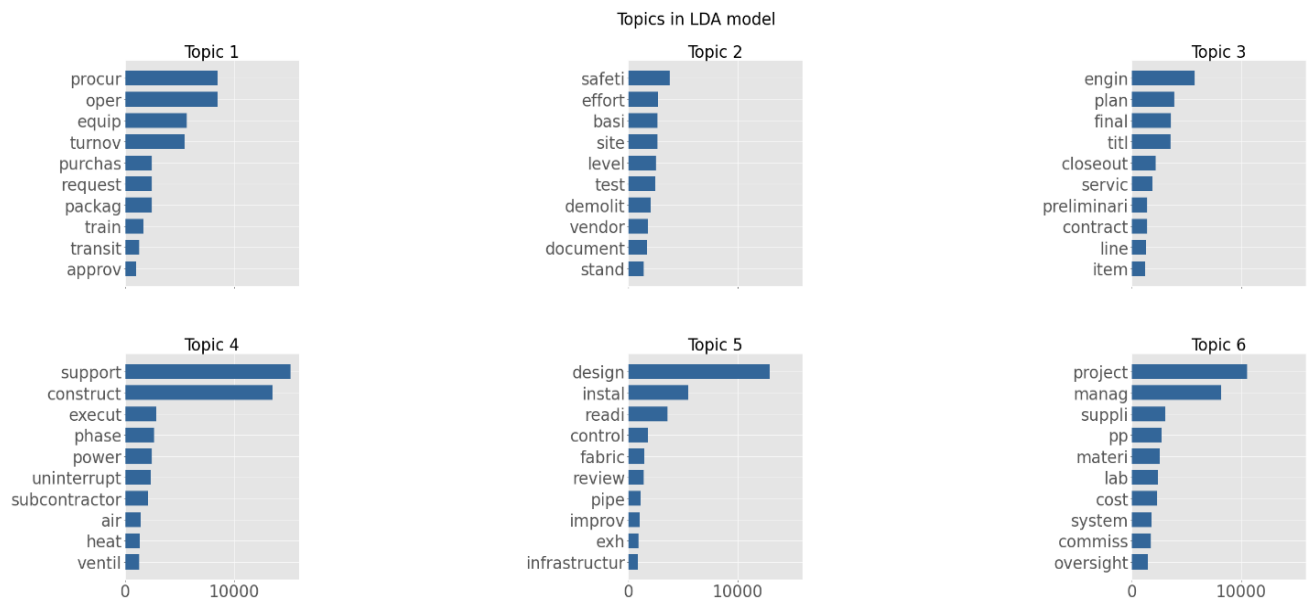 Topics in LDA model
Topic 1
procur
oper
equip
turnov
purchas
request
packag
train
transit
approv
Topic 2
safeti
effort
basi
site
level
test
demolit
vendor
document
stand
Topic 3
engin
plan
final
titl
closeout
servic
preliminari
contract
line
item
Topic 4
support
construct
execut
phase
power
uninterrupt
subcontractor
air
heat
ventil
0 10000
Topic 5
design
instal
readi
control
fabric
review
pipe
improv
exh
infrastructur
0 10000
Topic 6
project
manag
suppli
pp
materi
lab
cost
system
commiss
oversight
0 10000